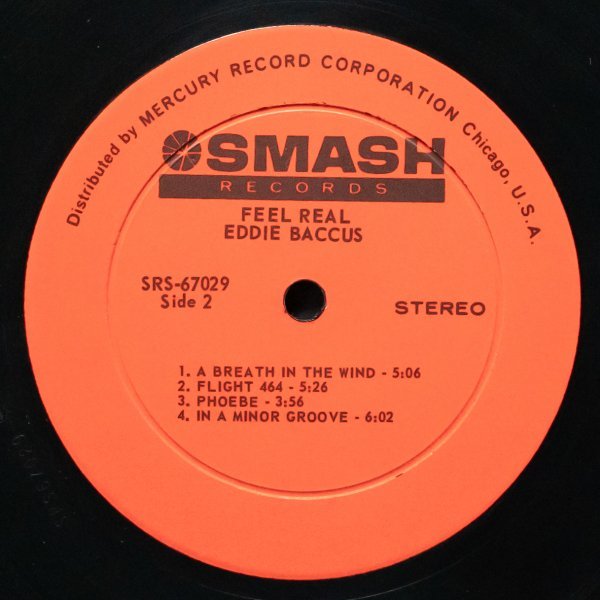 Distributed by MERCURY RECORD CORPORATION Chicago, U.S.A.
SMASH
RECORDS
FEEL REAL
EDDIE BACCUS
SRS-67029
Side 2
STEREO
1. A BREATH IN THE WIND - 5:06
2. FLIGHT 464 - 5:26
3. PHOEBE - 3:56
4. IN A MINOR GROOVE - 6:02